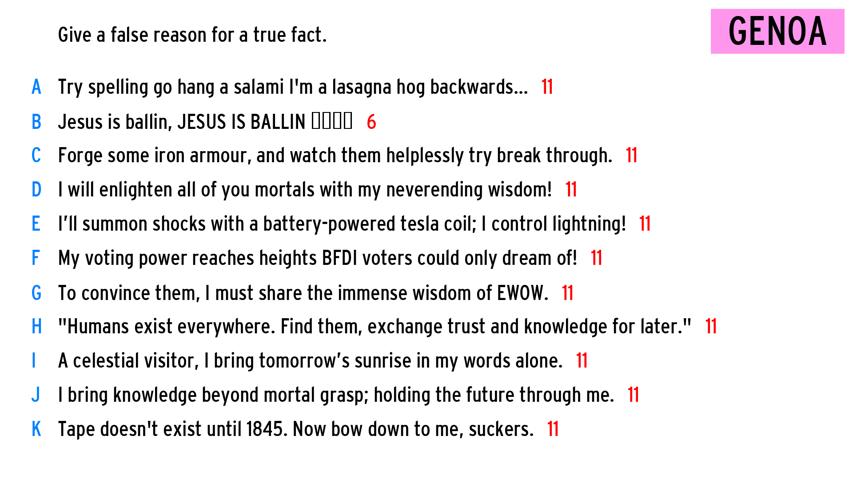 Give a false reason for a true fact.
GENOA
A Try spelling go hang a salami I'm a lasagna hog backwards... 11
B Jesus is ballin, JESUS IS BALLIN 6
C Forge some iron armour, and watch them helplessly try break through. 11
D I will enlighten all of you mortals with my neverending wisdom! 11
E I’ll summon shocks with a battery-powered tesla coil; I control lightning! 11
F My voting power reaches heights BFDI voters could only dream of! 11
G To convince them, I must share the immense wisdom of EWOW. 11
H "Humans exist everywhere. Find them, exchange trust and knowledge for later." 11
I A celestial visitor, I bring tomorrow’s sunrise in my words alone. 11
J I bring knowledge beyond mortal grasp; holding the future through me. 11
K Tape doesn't exist until 1845. Now bow down to me, suckers. 11